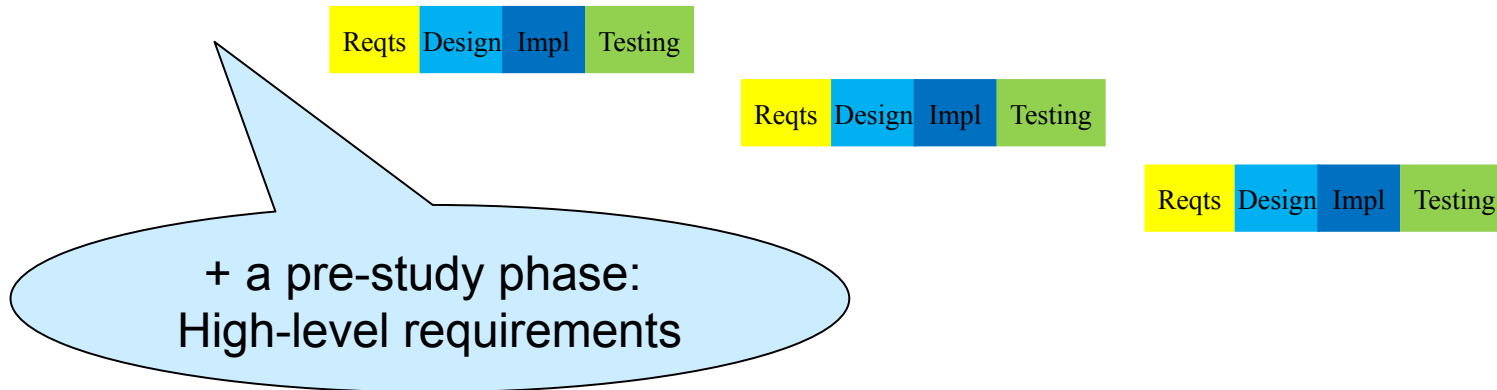 Reqts Design Impl Testing
Reqts Design Impl Testing
Reqts Design Impl Testing
+ a pre-study phase:
High-level requirements